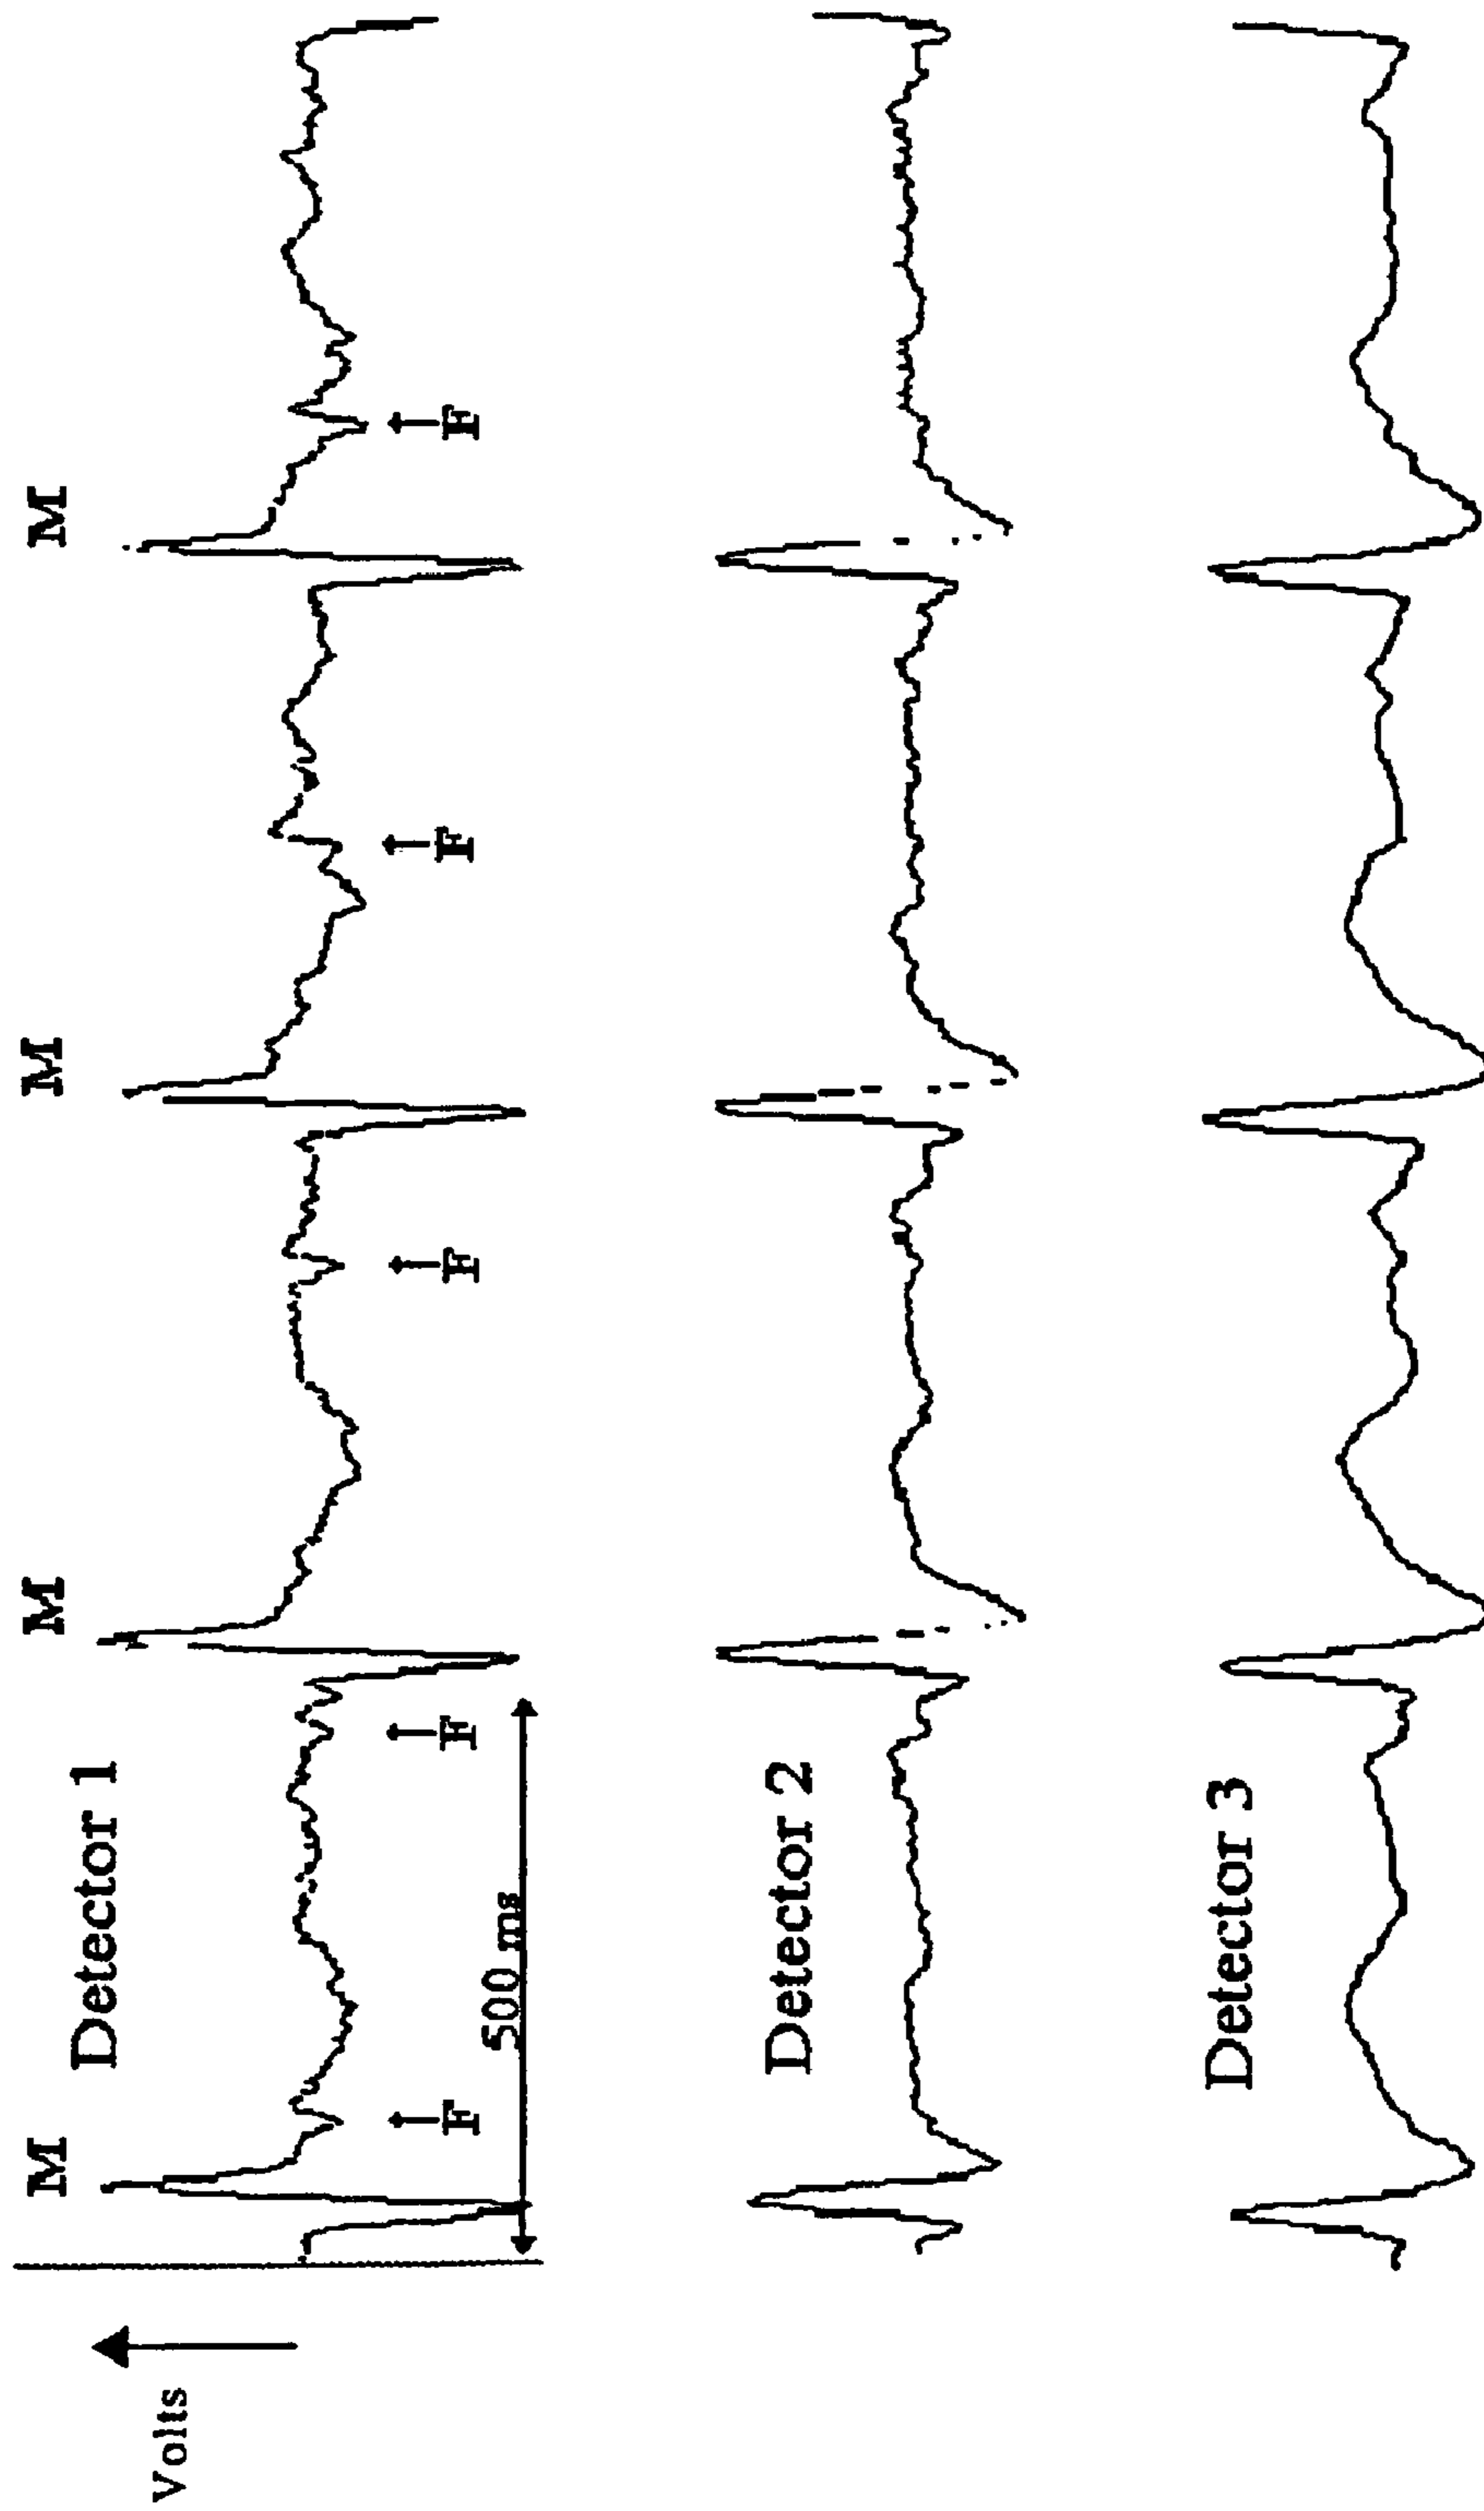 M M M M
Detector 1
F F F F F
500 ms
Volts
Detector 2
Detector 3